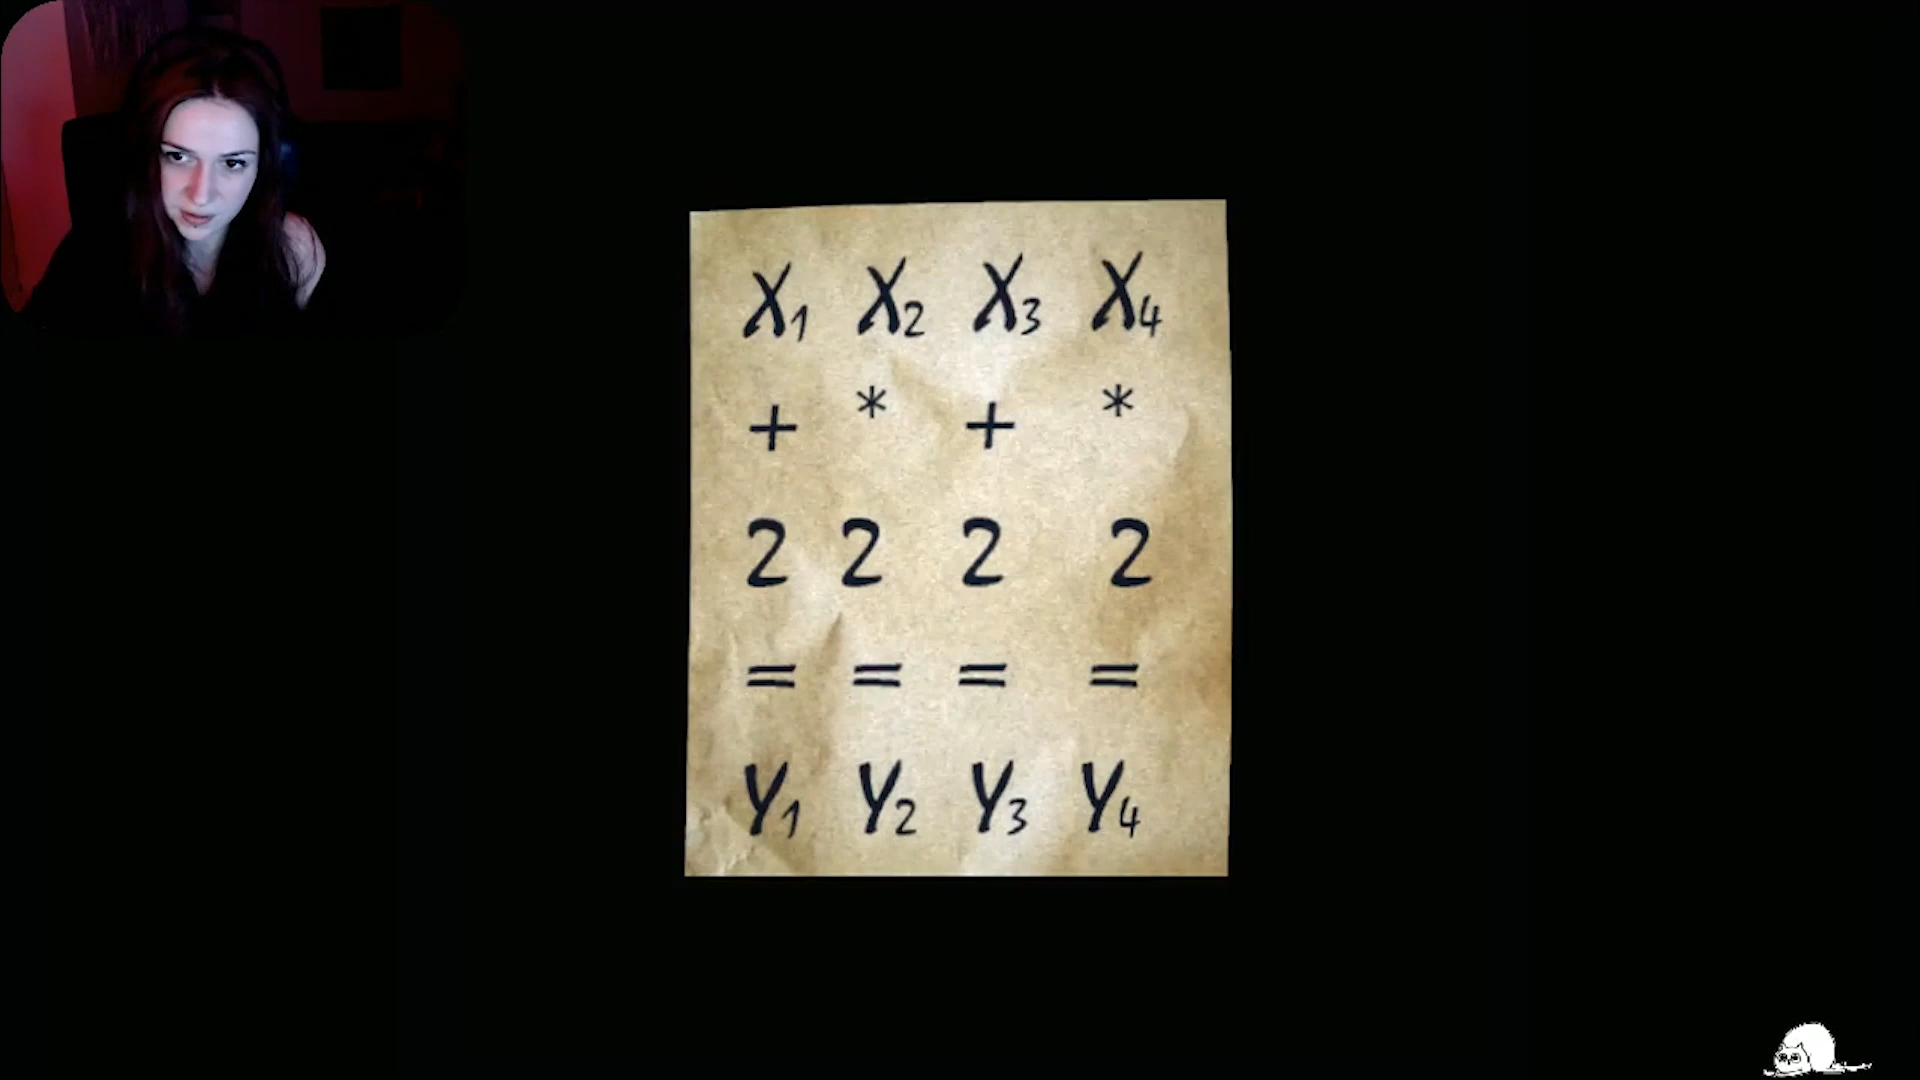 X₁ X₂ X₃ X₄
+ * + *
2 2 2 2
= = = =
Y₁ Y₂ Y₃ Y₄